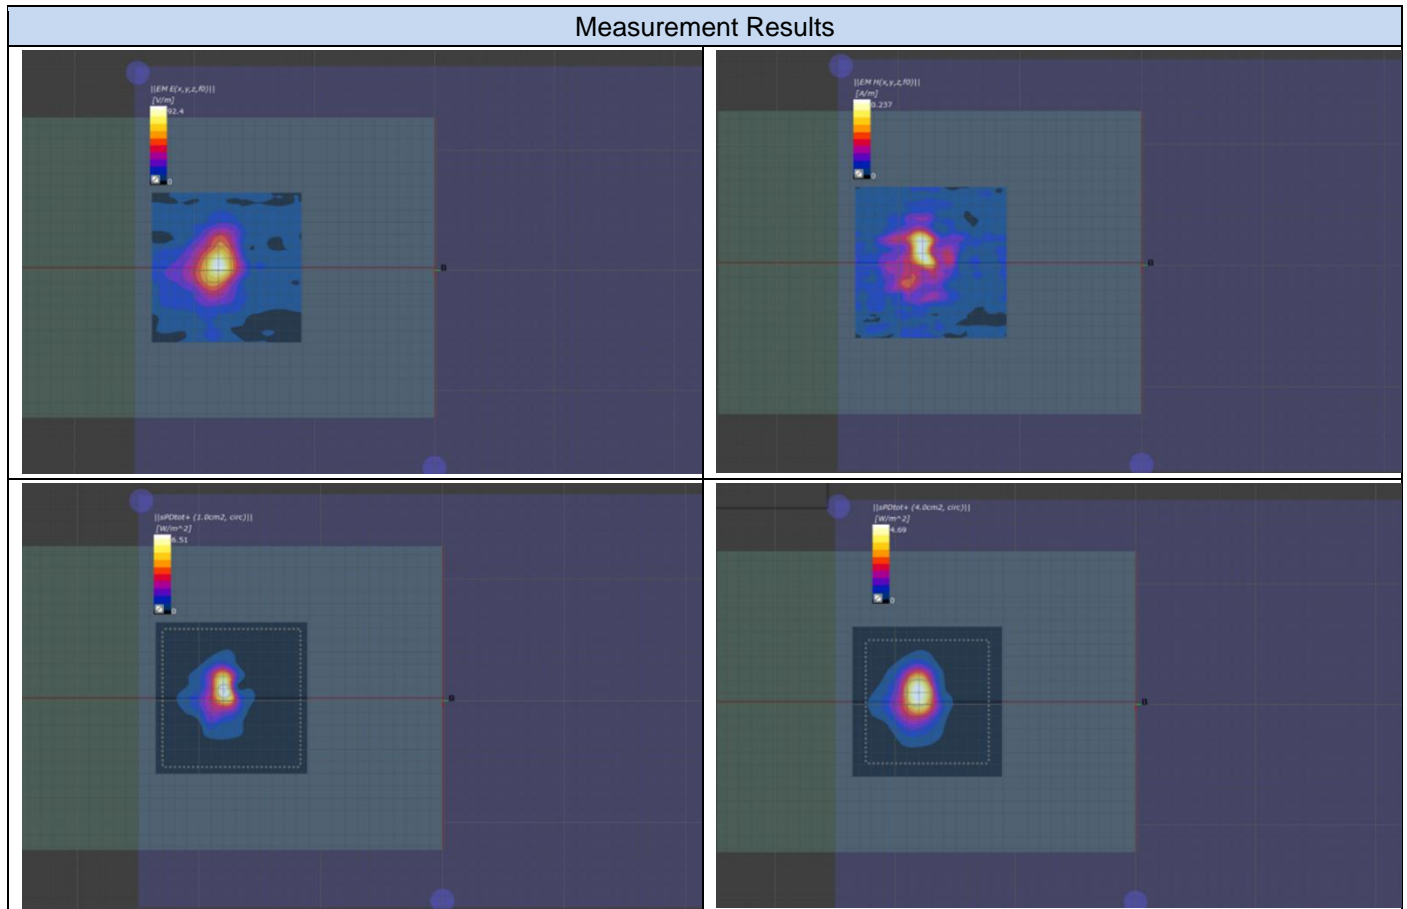 Measurement Results
||EM E(x,y,z,f0)||
[V/m]
92.4
0
||EM H(x,y,z,f0)||
[A/m]
0.237
0
||sPDtot+ (1.0cm2, circ)||
[W/m^2]
6.51
0
||sPDtot+ (4.0cm2, circ)||
[W/m^2]
4.69
0